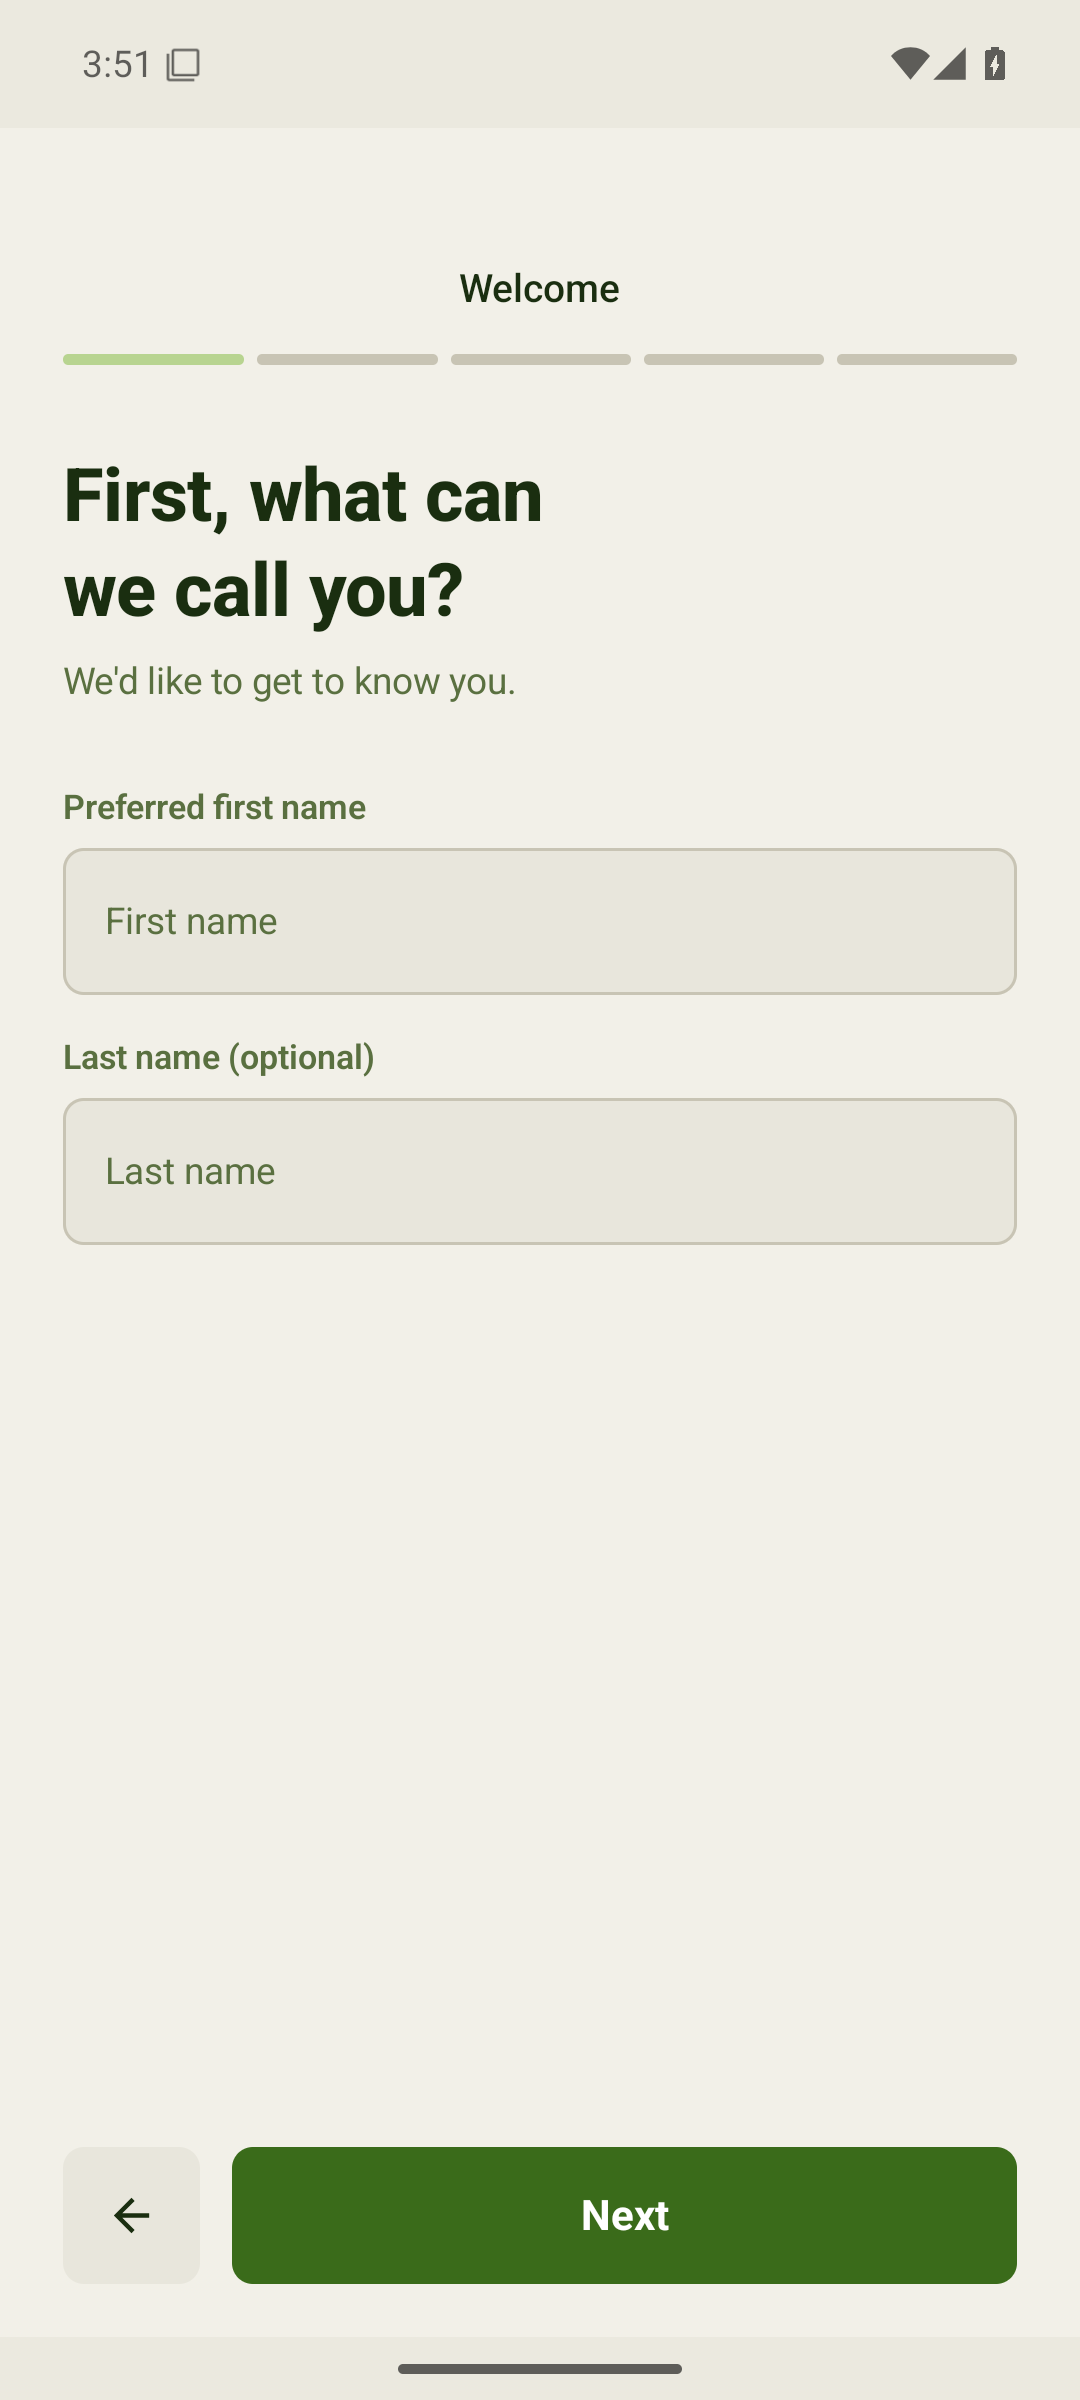 3:51
Welcome
First, what can
we call you?
We'd like to get to know you.
Preferred first name
First name
Last name (optional)
Last name
Next